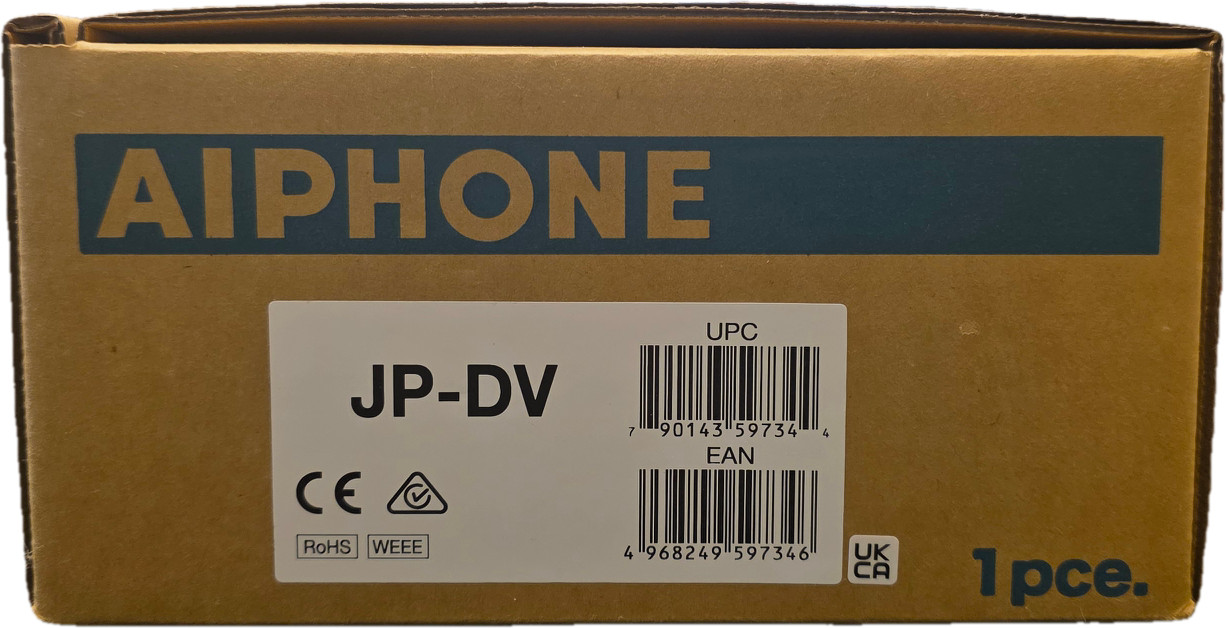 AIPHONE
JP-DV
UPC
7 90143 59734 4
EAN
4 968249 597346
CE
RoHS WEEE
UK
CA
1pce.